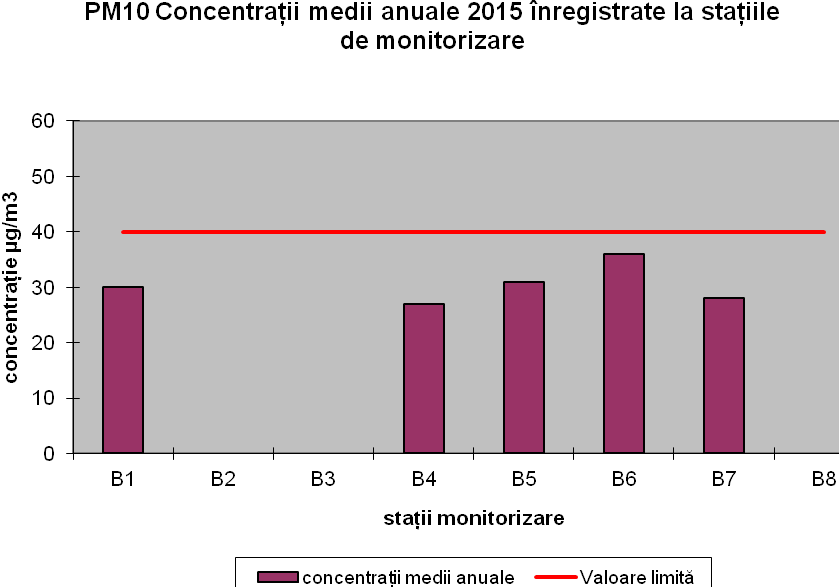 PM10 Concentrații medii anuale 2015 înregistrate la stațiile
de monitorizare
60
50
40
30
20
10
0
concentrație µg/m3
B1 B2 B3 B4 B5 B6 B7 B8
stații monitorizare
concentrații medii anuale Valoare limită